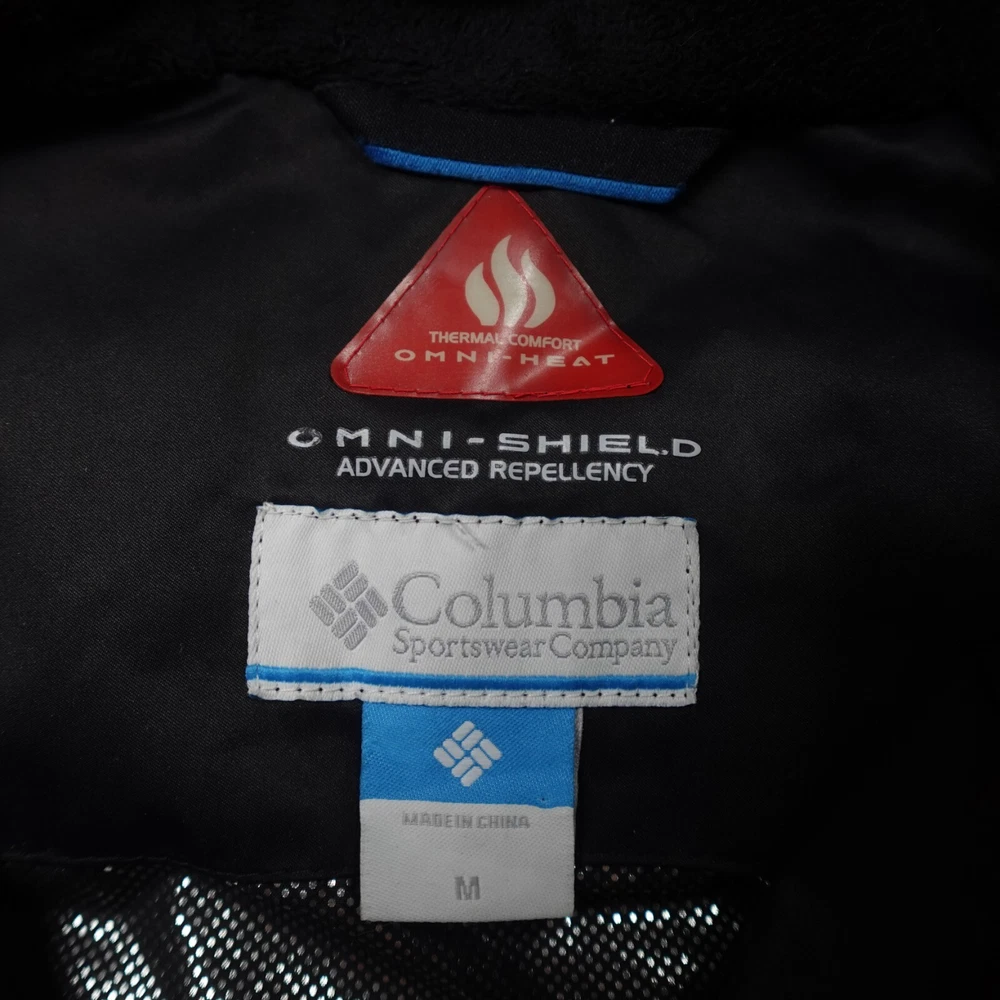 THERMAL COMFORT
OMNI-HEAT
OMNI-SHIELD
ADVANCED REPELLENCY
Columbia
Sportswear Company
MADE IN CHINA
M